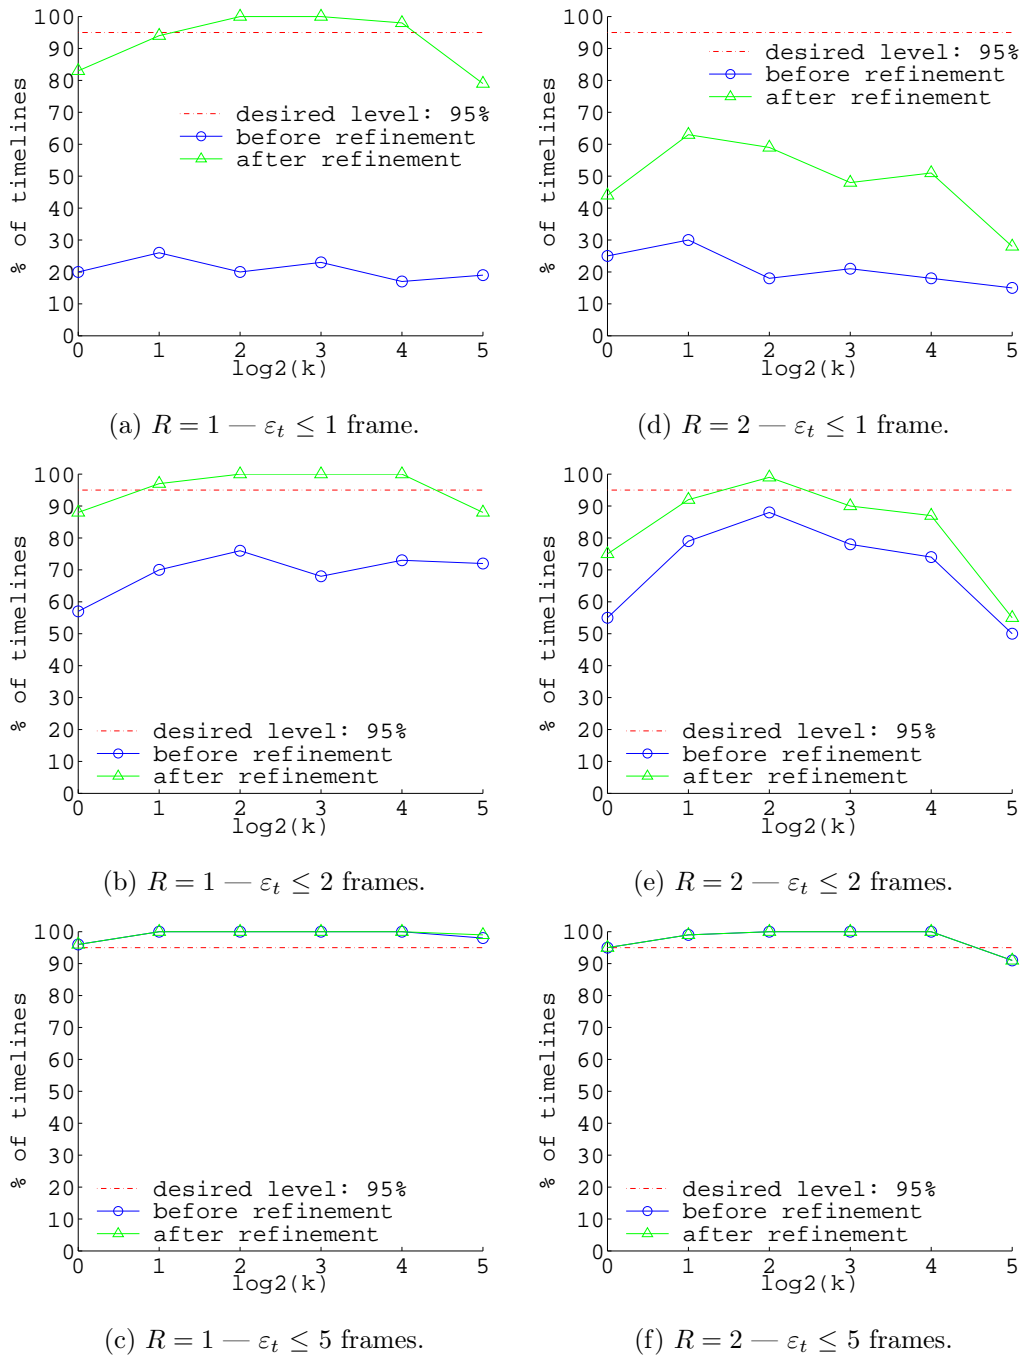 % of timelines
100
90
80
70
60
50
40
30
20
10
0
desired level: 95%
before refinement
after refinement
0 1 2 3 4 5
log2(k)
(a) R = 1 — εt ≤ 1 frame.
% of timelines
100
90
80
70
60
50
40
30
20
10
0
desired level: 95%
before refinement
after refinement
0 1 2 3 4 5
log2(k)
(d) R = 2 — εt ≤ 1 frame.
% of timelines
100
90
80
70
60
50
40
30
20
10
0
desired level: 95%
before refinement
after refinement
0 1 2 3 4 5
log2(k)
(b) R = 1 — εt ≤ 2 frames.
% of timelines
100
90
80
70
60
50
40
30
20
10
0
desired level: 95%
before refinement
after refinement
0 1 2 3 4 5
log2(k)
(e) R = 2 — εt ≤ 2 frames.
% of timelines
100
90
80
70
60
50
40
30
20
10
0
desired level: 95%
before refinement
after refinement
0 1 2 3 4 5
log2(k)
(c) R = 1 — εt ≤ 5 frames.
% of timelines
100
90
80
70
60
50
40
30
20
10
0
desired level: 95%
before refinement
after refinement
0 1 2 3 4 5
log2(k)
(f) R = 2 — εt ≤ 5 frames.